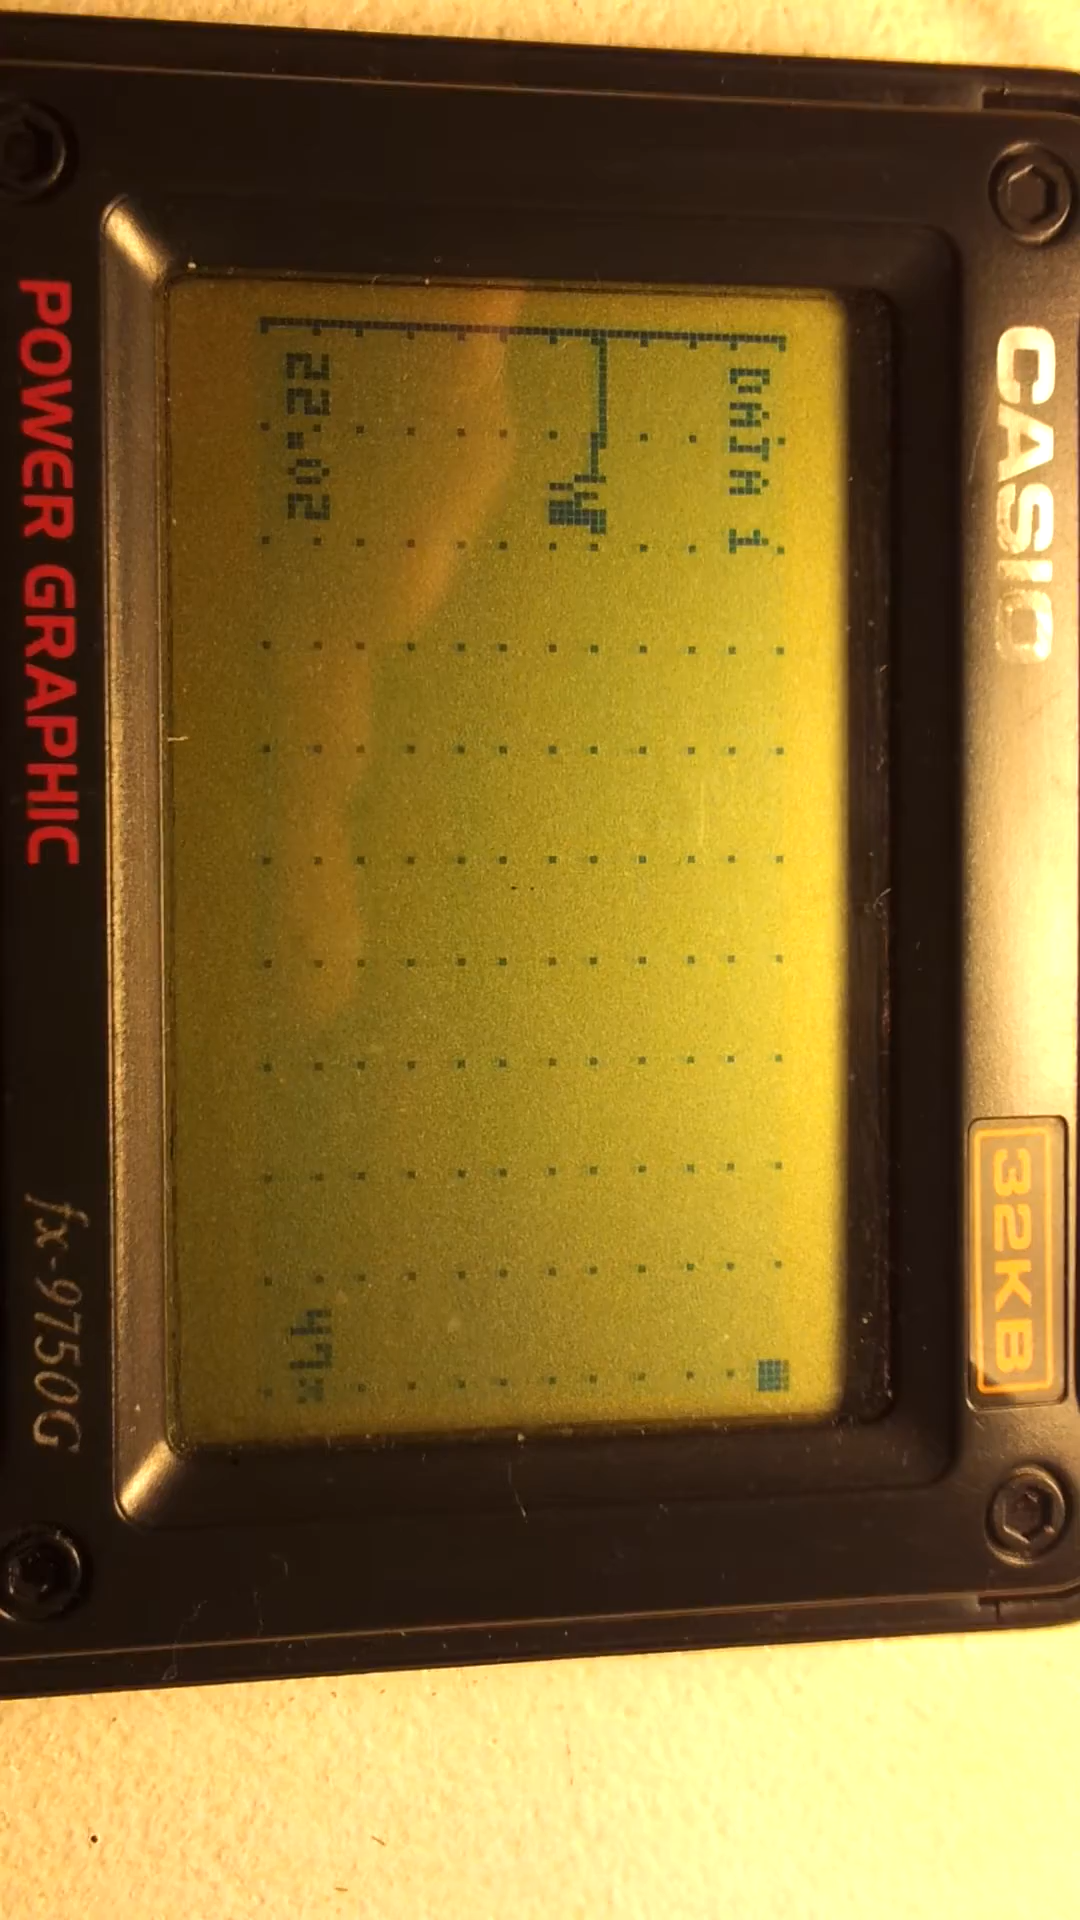 CASIO
32KB
DATA 1
22.02
47%
POWER GRAPHIC
fx-9750G